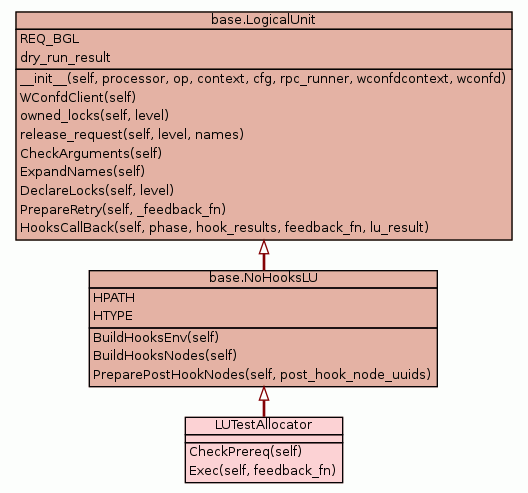 base.LogicalUnit
REQ_BGL
dry_run_result
__init__(self, processor, op, context, cfg, rpc_runner, wconfdcontext, wconfd)
WConfdClient(self)
owned_locks(self, level)
release_request(self, level, names)
CheckArguments(self)
ExpandNames(self)
DeclareLocks(self, level)
PrepareRetry(self, _feedback_fn)
HooksCallBack(self, phase, hook_results, feedback_fn, lu_result)
base.NoHooksLU
HPATH
HTYPE
BuildHooksEnv(self)
BuildHooksNodes(self)
PreparePostHookNodes(self, post_hook_node_uuids)
LUTestAllocator
CheckPrereq(self)
Exec(self, feedback_fn)